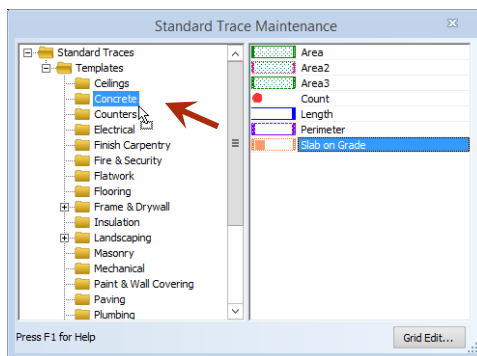 Standard Trace Maintenance
Standard Traces
Templates
Ceilings
Concrete
Counters
Electrical
Finish Carpentry
Fire & Security
Flatwork
Flooring
Frame & Drywall
Insulation
Landscaping
Masonry
Mechanical
Paint & Wall Covering
Paving
Plumbing
Area
Area2
Area3
Count
Length
Perimeter
Slab on Grade
Press F1 for Help
Grid Edit...